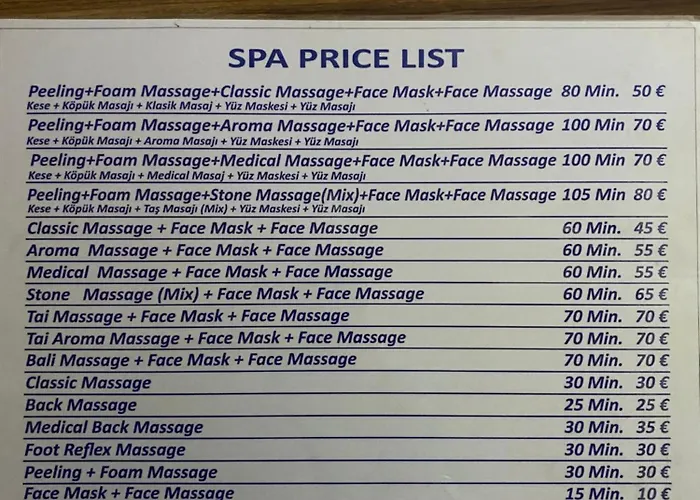 SPA PRICE LIST
Peeling+Foam Massage+Classic Massage+Face Mask+Face Massage 80 Min. 50 €
Kese + Köpük Masajı + Klasik Masaj + Yüz Maskesi + Yüz Masajı
Peeling+Foam Massage+Aroma Massage+Face Mask+Face Massage 100 Min 70 €
Kese + Köpük Masajı + Aroma Masajı + Yüz Maskesi + Yüz Masajı
Peeling+Foam Massage+Medical Massage+Face Mask+Face Massage 100 Min 70 €
Kese + Köpük Masajı + Medical Masaj + Yüz Maskesi + Yüz Masajı
Peeling+Foam Massage+Stone Massage(Mix)+Face Mask+Face Massage 105 Min 80 €
Kese + Köpük Masajı + Taş Masajı (Mix) + Yüz Maskesi + Yüz Masajı
Classic Massage + Face Mask + Face Massage 60 Min. 45 €
Aroma Massage + Face Mask + Face Massage 60 Min. 55 €
Medical Massage + Face Mask + Face Massage 60 Min. 55 €
Stone Massage (Mix) + Face Mask + Face Massage 60 Min. 65 €
Tai Massage + Face Mask + Face Massage 70 Min. 70 €
Tai Aroma Massage + Face Mask + Face Massage 70 Min. 70 €
Bali Massage + Face Mask + Face Massage 70 Min. 70 €
Classic Massage 30 Min. 30 €
Back Massage 25 Min. 25 €
Medical Back Massage 30 Min. 35 €
Foot Reflex Massage 30 Min. 30 €
Peeling + Foam Massage 30 Min. 30 €
Face Mask + Face Massage 15 Min. 10 €